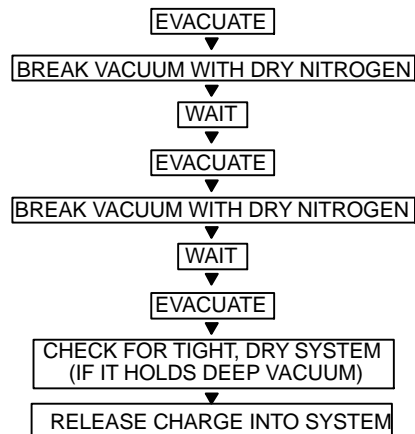 EVACUATE
BREAK VACUUM WITH DRY NITROGEN
WAIT
EVACUATE
BREAK VACUUM WITH DRY NITROGEN
WAIT
EVACUATE
CHECK FOR TIGHT, DRY SYSTEM
(IF IT HOLDS DEEP VACUUM)
RELEASE CHARGE INTO SYSTEM